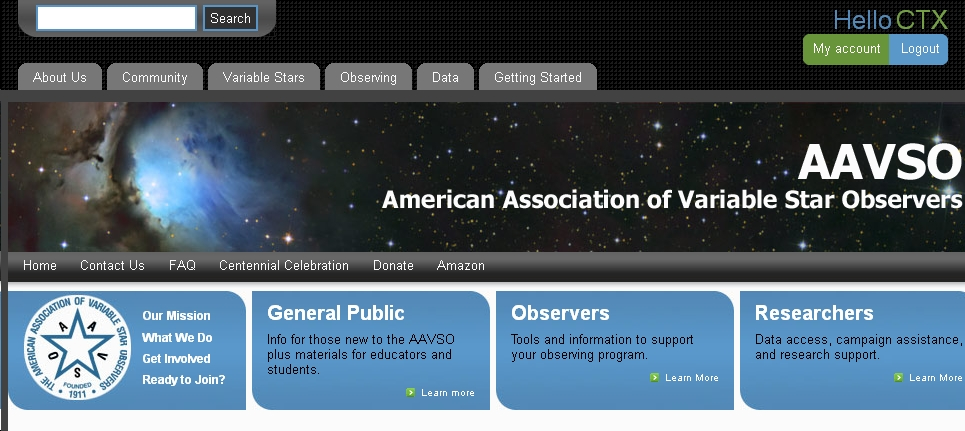 Search
Hello CTX
My account
Logout
About Us
Community
Variable Stars
Observing
Data
Getting Started
AAVSO
American Association of Variable Star Observers
Home
Contact Us
FAQ
Centennial Celebration
Donate
Amazon
THE AMERICAN ASSOCIATION OF VARIABLE STAR OBSERVERS
A A V S O
FOUNDED
1911
Our Mission
What We Do
Get Involved
Ready to Join?
General Public
Info for those new to the AAVSO
plus materials for educators and
students.
Learn more
Observers
Tools and information to support
your observing program.
Learn More
Researchers
Data access, campaign assistance,
and research support.
Learn More